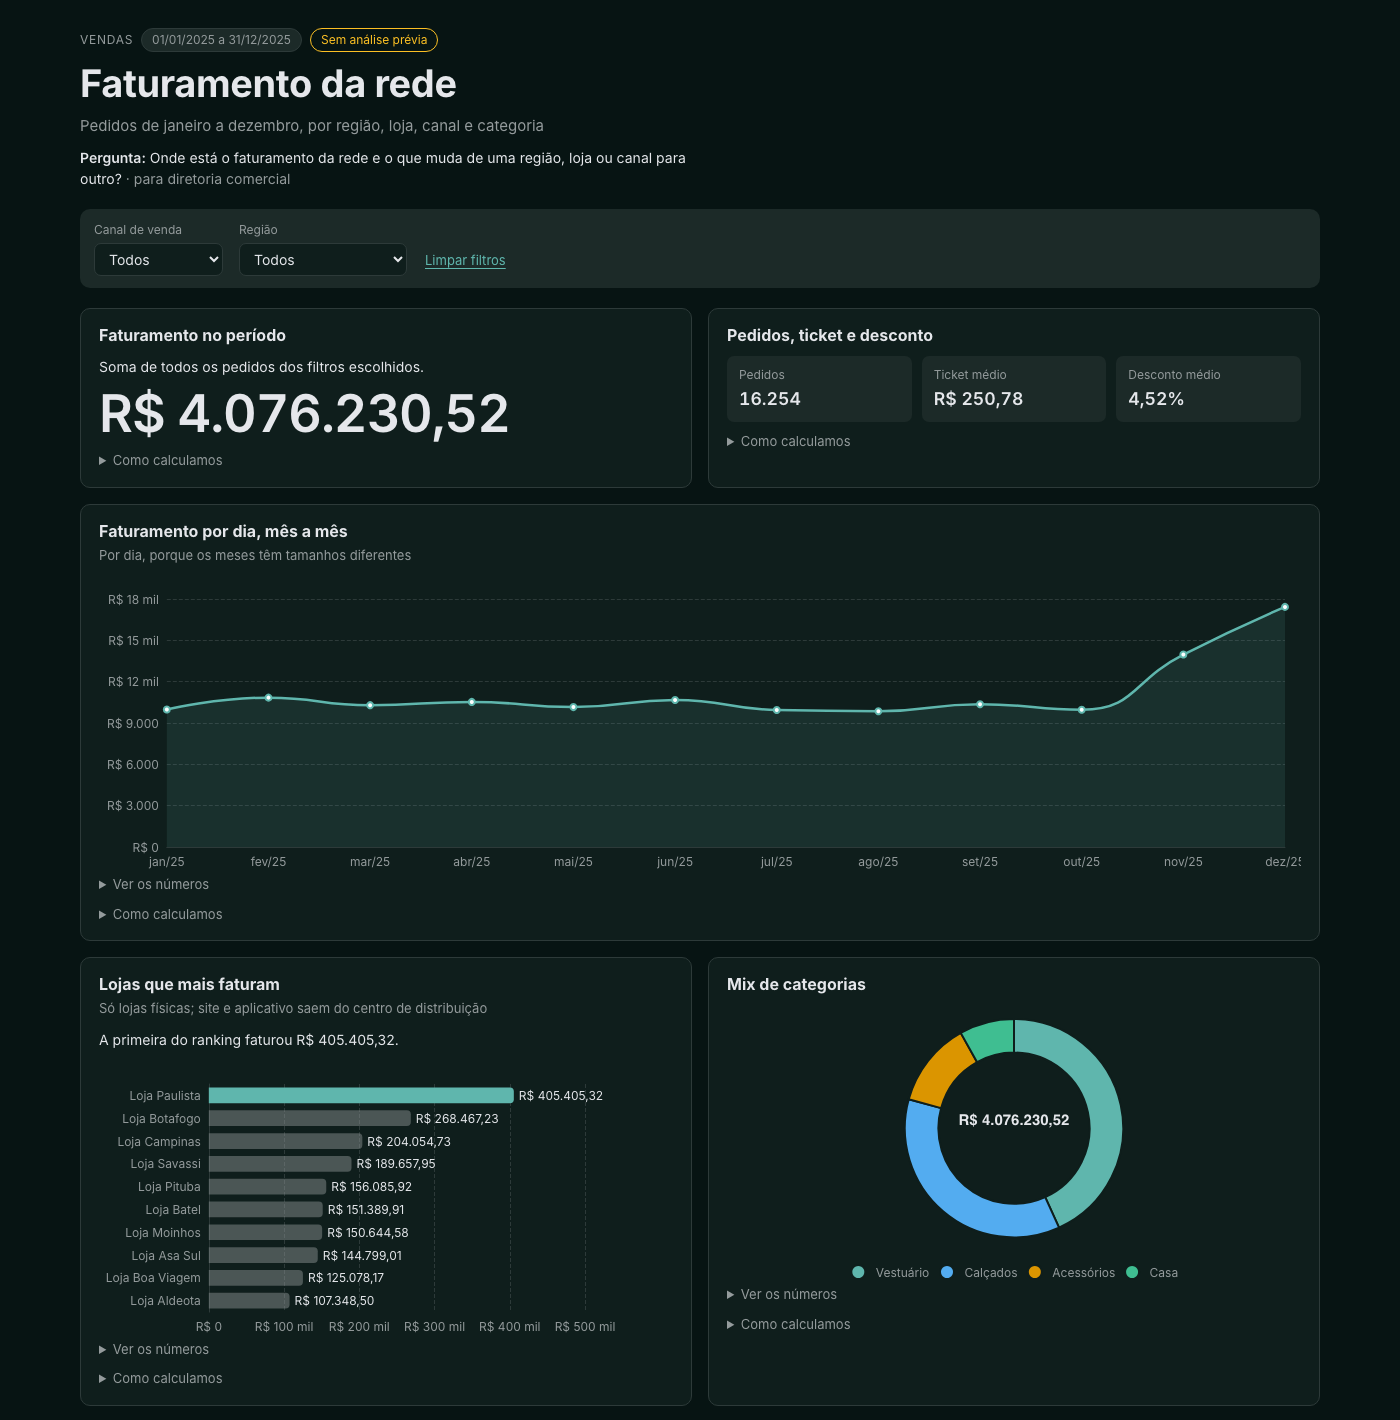 VENDAS 01/01/2025 a 31/12/2025 Sem análise prévia
Faturamento da rede
Pedidos de janeiro a dezembro, por região, loja, canal e categoria
Pergunta: Onde está o faturamento da rede e o que muda de uma região, loja ou canal para
outro? · para diretoria comercial
Canal de venda Região
Todos Todos Limpar filtros
Faturamento no período
Soma de todos os pedidos dos filtros escolhidos.
R$ 4.076.230,52
Como calculamos
Pedidos, ticket e desconto
Pedidos Ticket médio Desconto médio
16.254 R$ 250,78 4,52%
Como calculamos
Faturamento por dia, mês a mês
Por dia, porque os meses têm tamanhos diferentes
R$ 18 mil
R$ 15 mil
R$ 12 mil
R$ 9.000
R$ 6.000
R$ 3.000
R$ 0
jan/25 fev/25 mar/25 abr/25 mai/25 jun/25 jul/25 ago/25 set/25 out/25 nov/25 dez/25
Ver os números
Como calculamos
Lojas que mais faturam
Só lojas físicas; site e aplicativo saem do centro de distribuição
A primeira do ranking faturou R$ 405.405,32.
Loja Paulista R$ 405.405,32
Loja Botafogo R$ 268.467,23
Loja Campinas R$ 204.054,73
Loja Savassi R$ 189.657,95
Loja Pituba R$ 156.085,92
Loja Batel R$ 151.389,91
Loja Moinhos R$ 150.644,58
Loja Asa Sul R$ 144.799,01
Loja Boa Viagem R$ 125.078,17
Loja Aldeota R$ 107.348,50
R$ 0 R$ 100 mil R$ 200 mil R$ 300 mil R$ 400 mil R$ 500 mil
Ver os números
Como calculamos
Mix de categorias
R$ 4.076.230,52
Vestuário Calçados Acessórios Casa
Ver os números
Como calculamos